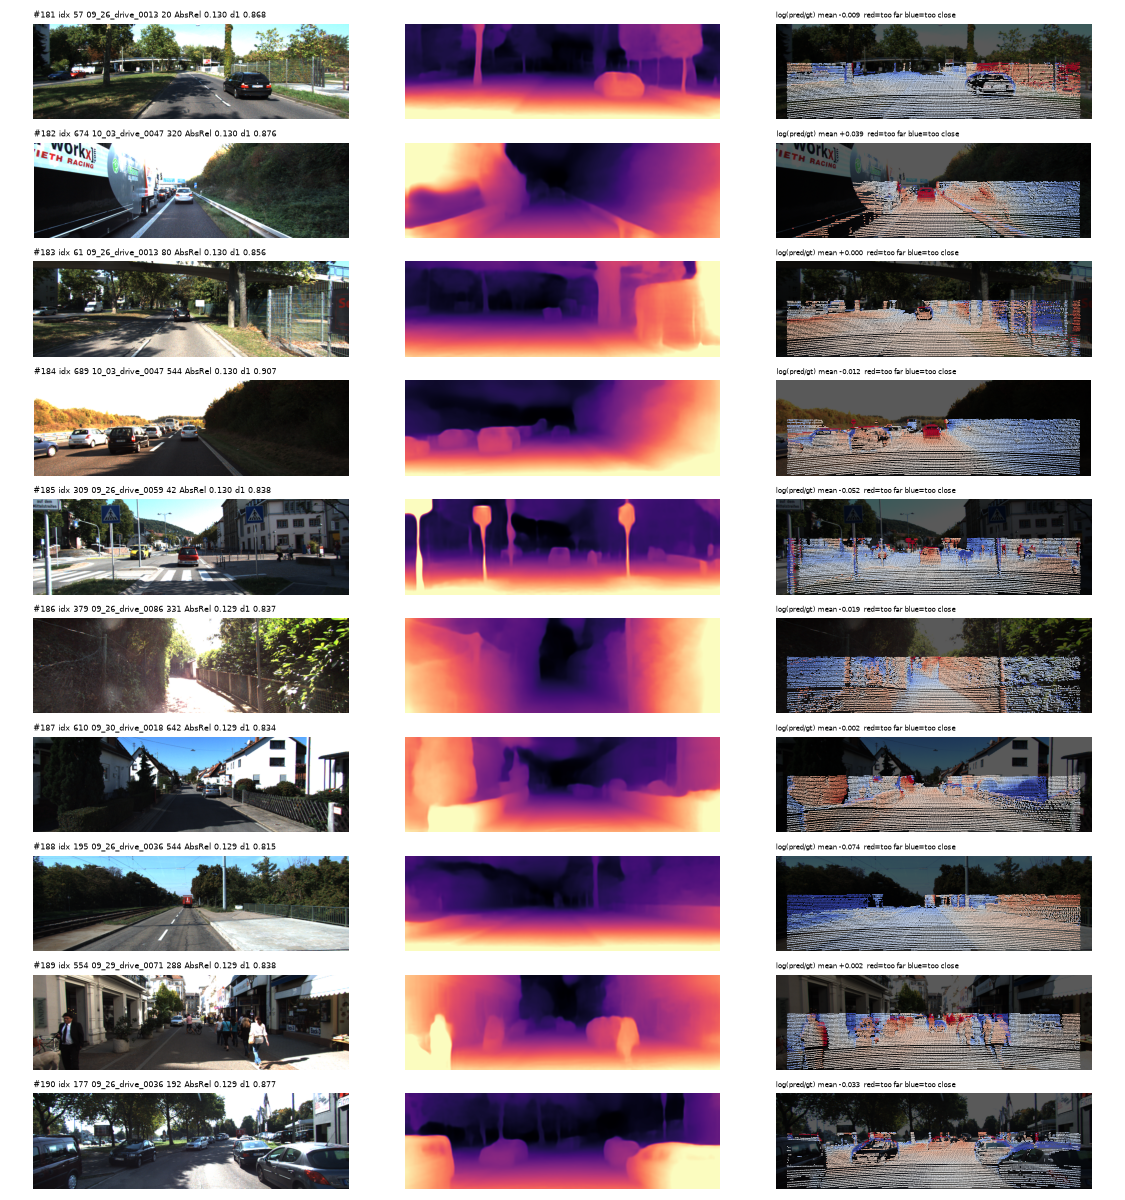 #181 idx 57 09_26_drive_0013 20 AbsRel 0.130 d1 0.868
log(pred/gt) mean -0.009 red=too far blue=too close
#182 idx 674 10_03_drive_0047 320 AbsRel 0.130 d1 0.876
log(pred/gt) mean +0.039 red=too far blue=too close
Workx
FIETH RACING
Workx
FIETH RACING
#183 idx 61 09_26_drive_0013 80 AbsRel 0.130 d1 0.856
log(pred/gt) mean +0.000 red=too far blue=too close
#184 idx 689 10_03_drive_0047 544 AbsRel 0.130 d1 0.907
log(pred/gt) mean -0.012 red=too far blue=too close
#185 idx 309 09_26_drive_0059 42 AbsRel 0.130 d1 0.838
log(pred/gt) mean -0.052 red=too far blue=too close
#186 idx 379 09_26_drive_0086 331 AbsRel 0.129 d1 0.837
log(pred/gt) mean -0.019 red=too far blue=too close
#187 idx 610 09_30_drive_0018 642 AbsRel 0.129 d1 0.834
log(pred/gt) mean -0.002 red=too far blue=too close
#188 idx 195 09_26_drive_0036 544 AbsRel 0.129 d1 0.815
log(pred/gt) mean -0.074 red=too far blue=too close
#189 idx 554 09_29_drive_0071 288 AbsRel 0.129 d1 0.838
log(pred/gt) mean +0.002 red=too far blue=too close
#190 idx 177 09_26_drive_0036 192 AbsRel 0.129 d1 0.877
log(pred/gt) mean -0.033 red=too far blue=too close